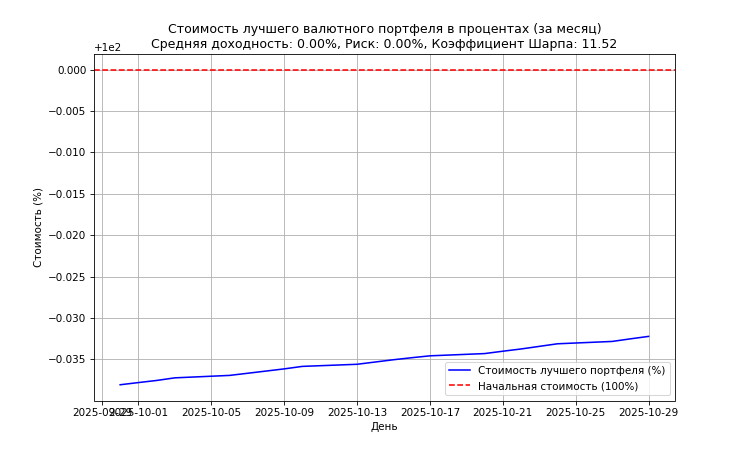 Стоимость лучшего валютного портфеля в процентах (за месяц)
Средняя доходность: 0.00%, Риск: 0.00%, Коэффициент Шарпа: 11.52
+1e2
0.000
−0.005
−0.010
−0.015
−0.020
−0.025
−0.030
−0.035
Стоимость (%)
Стоимость лучшего портфеля (%)
Начальная стоимость (100%)
2025-09-29 2025-10-01 2025-10-05 2025-10-09 2025-10-13 2025-10-17 2025-10-21 2025-10-25 2025-10-29
День